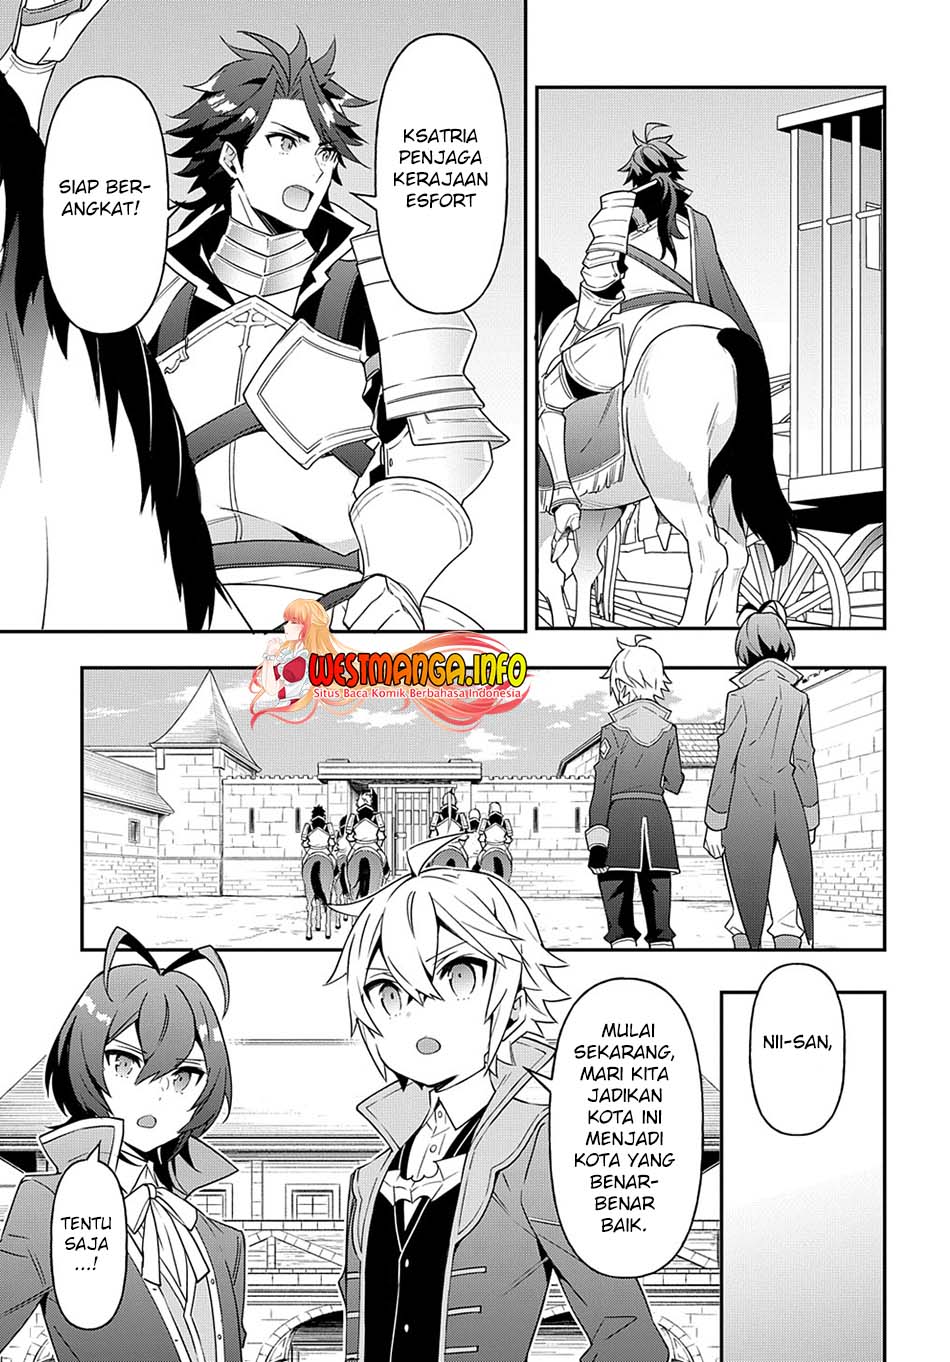 KSATRIA
PENJAGA
KERAJAAN
ESFORT
SIAP BER-
ANGKAT!
WESTMANGA.INFO
Situs Baca Komik Berbahasa Indonesia
NII-SAN,
MULAI
SEKARANG,
MARI KITA
JADIKAN
KOTA INI
MENJADI
KOTA YANG
BENAR-
BENAR
BAIK.
TENTU
SAJA
...!